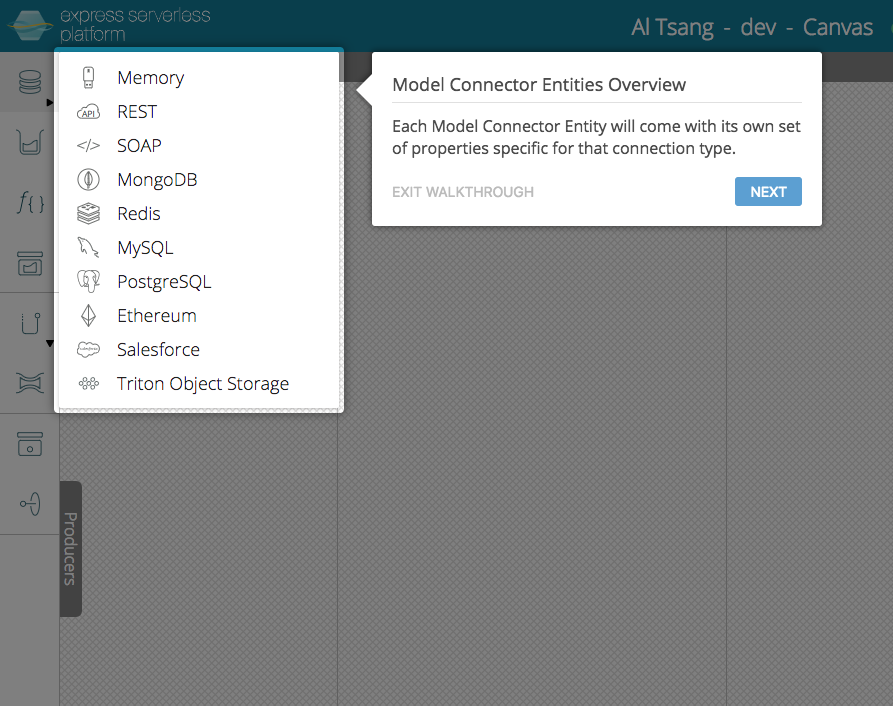 express serverless
platform
Al Tsang - dev - Canvas
Memory
API
REST
</>
SOAP
MongoDB
Redis
MySQL
PostgreSQL
Ethereum
Salesforce
Triton Object Storage
Model Connector Entities Overview
Each Model Connector Entity will come with its own set
of properties specific for that connection type.
EXIT WALKTHROUGH
NEXT
f{}
Producers